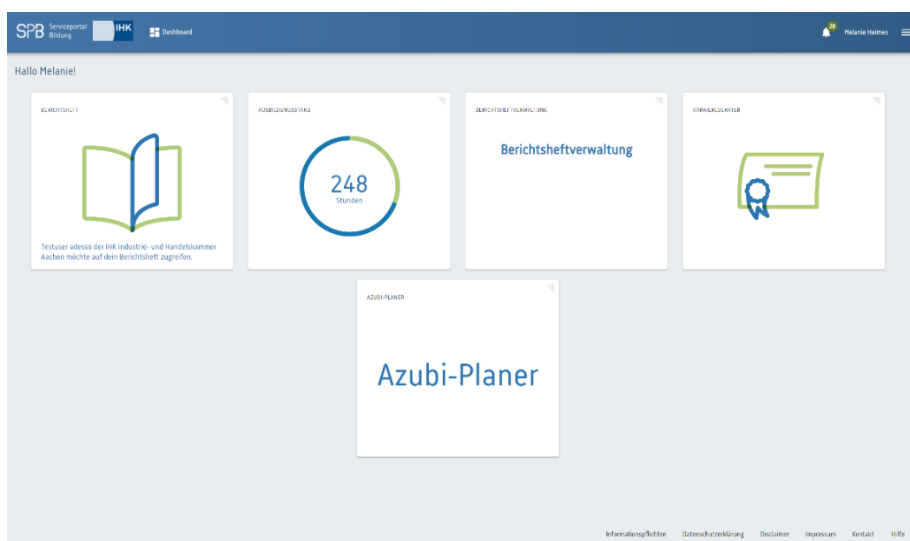 SPB Serviceportal Bildung IHK Dashboard 28 Melanie Heimes
Hallo Melanie!
BERICHTSHEFT
AUSBILDUNGSSTAND
BERICHTSHEFTVERWALTUNG
KARRIEREBERATER
Berichtsheftverwaltung
248
Stunden
Testuser adesso der IHK Industrie- und Handelskammer
Aachen möchte auf dein Berichtsheft zugreifen.
AZUBI-PLANER
Azubi-Planer
Informationspflichten Datenschutzerklärung Disclaimer Impressum Kontakt Hilfe